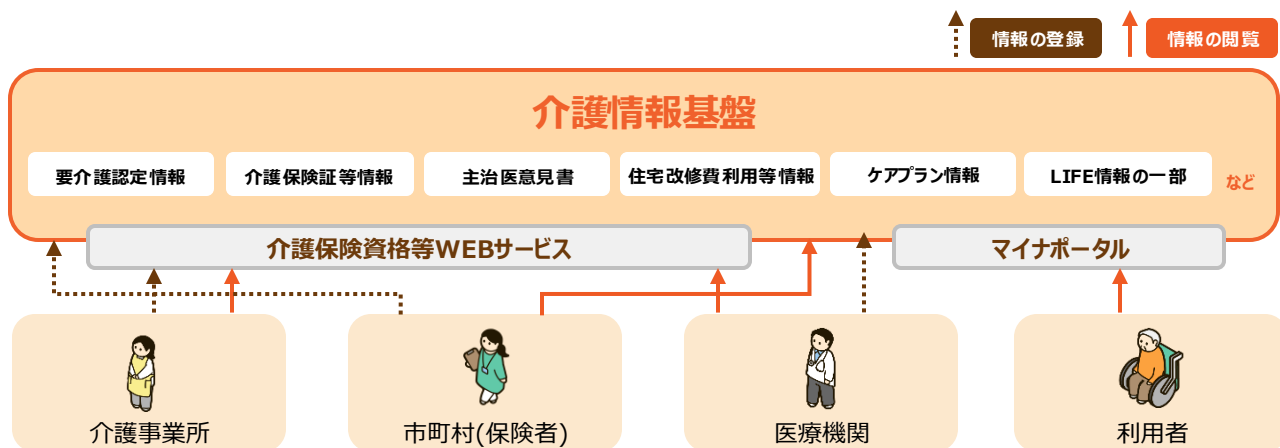 情報の登録
情報の閲覧
介護情報基盤
要介護認定情報
介護保険証等情報
主治医意見書
住宅改修費利用等情報
ケアプラン情報
LIFE情報の一部
など
介護保険資格等WEBサービス
マイナポータル
介護事業所
市町村(保険者)
医療機関
利用者